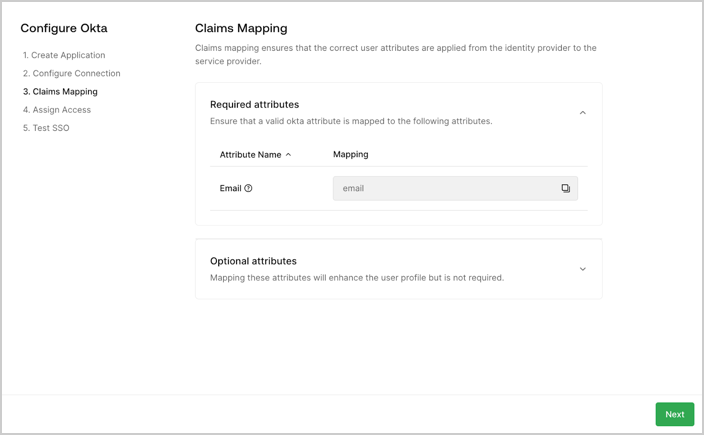 Configure Okta
1. Create Application
2. Configure Connection
3. Claims Mapping
4. Assign Access
5. Test SSO
Claims Mapping
Claims mapping ensures that the correct user attributes are applied from the identity provider to the
service provider.
Required attributes
Ensure that a valid okta attribute is mapped to the following attributes.
Attribute Name Mapping
Email email
Optional attributes
Mapping these attributes will enhance the user profile but is not required.
Next